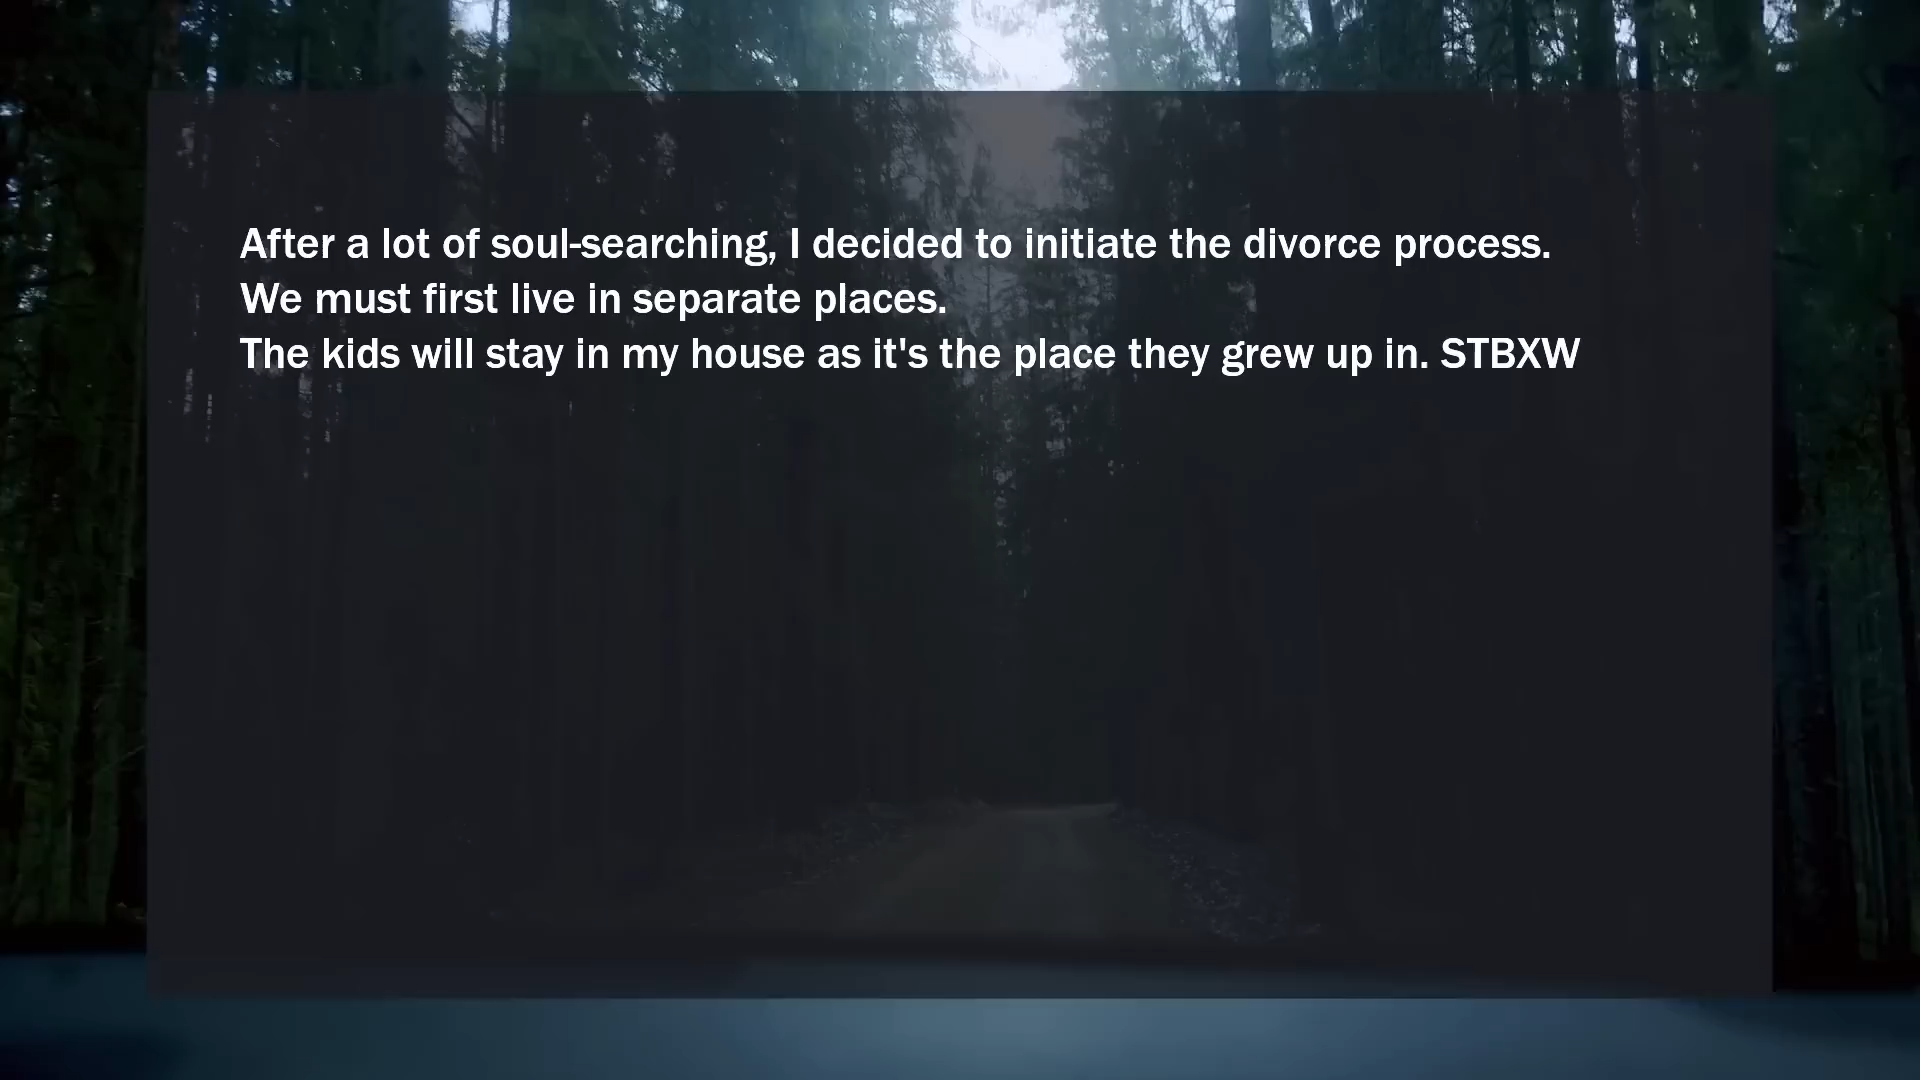 After a lot of soul-searching, I decided to initiate the divorce process.
We must first live in separate places.
The kids will stay in my house as it's the place they grew up in. STBXW